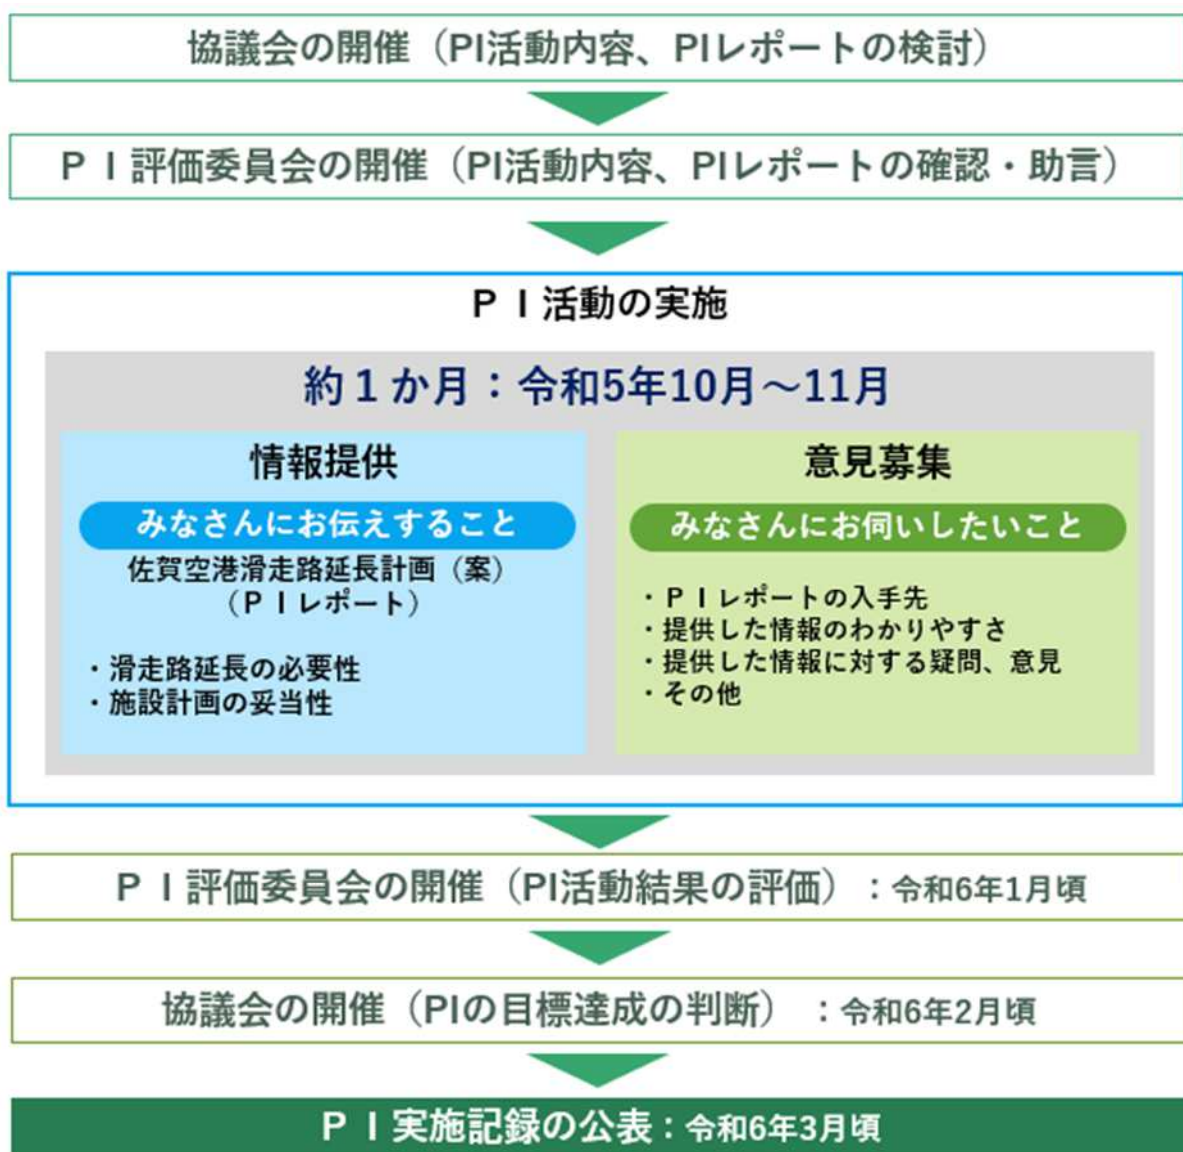 協議会の開催（PI活動内容、PIレポートの検討）
ＰＩ評価委員会の開催（PI活動内容、PIレポートの確認・助言）
ＰＩ活動の実施
約１か月：令和5年10月～11月
情報提供
みなさんにお伝えすること
佐賀空港滑走路延長計画（案）
（ＰＩレポート）
・滑走路延長の必要性
・施設計画の妥当性
意見募集
みなさんにお伺いしたいこと
・ＰＩレポートの入手先
・提供した情報のわかりやすさ
・提供した情報に対する疑問、意見
・その他
ＰＩ評価委員会の開催（PI活動結果の評価）：令和6年1月頃
協議会の開催（PIの目標達成の判断）：令和6年2月頃
ＰＩ実施記録の公表：令和6年3月頃